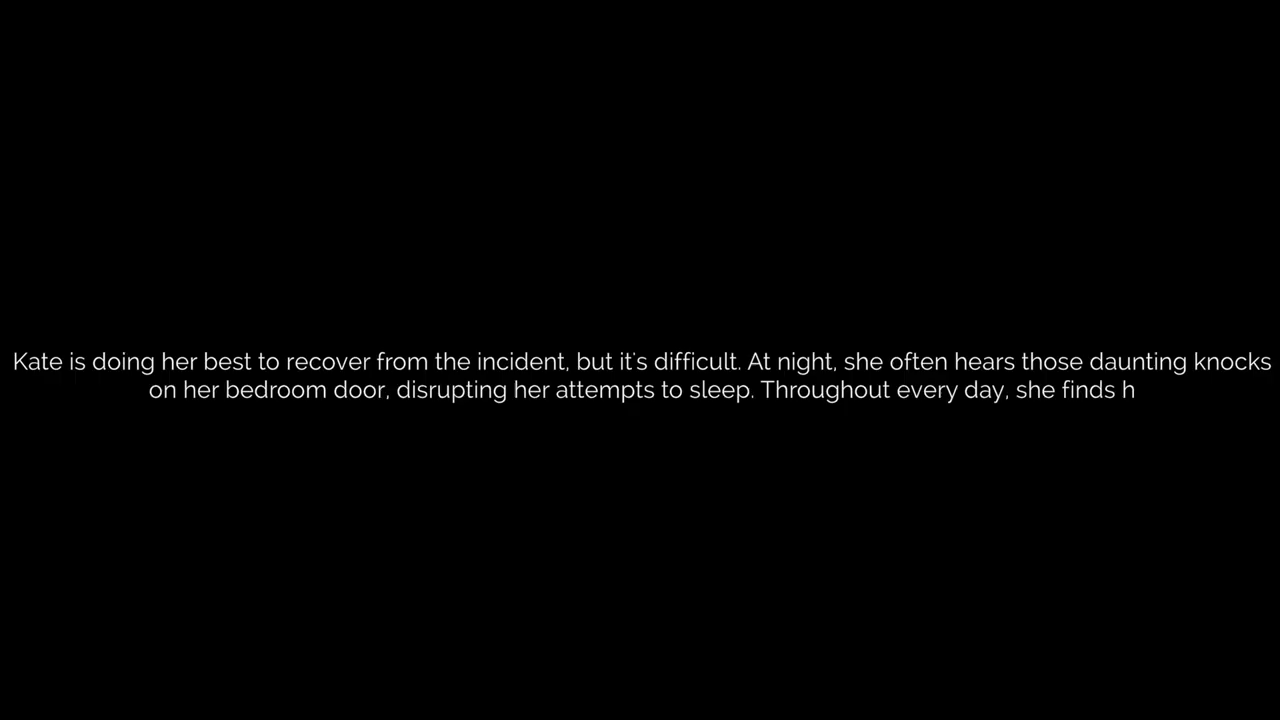 Kate is doing her best to recover from the incident, but it's difficult. At night, she often hears those daunting knocks
on her bedroom door, disrupting her attempts to sleep. Throughout every day, she finds h